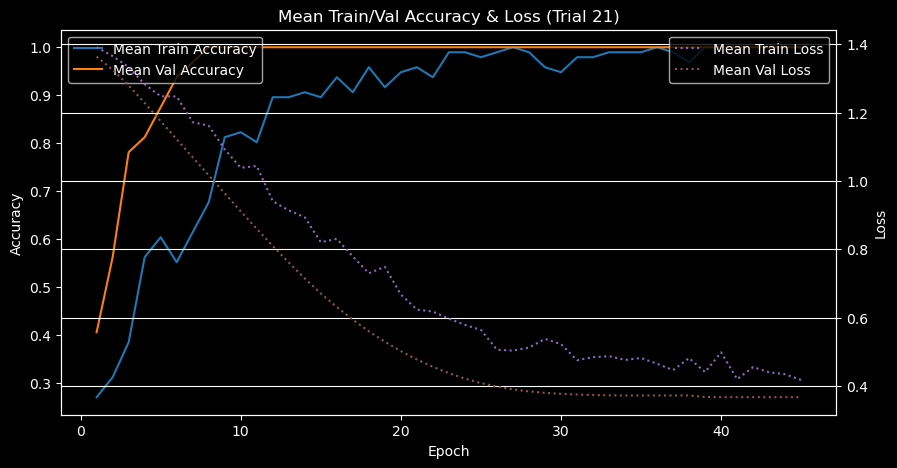 Mean Train/Val Accuracy & Loss (Trial 21)
Mean Train Accuracy
Mean Val Accuracy
Mean Train Loss
Mean Val Loss
Accuracy
1.0
0.9
0.8
0.7
0.6
0.5
0.4
0.3
1.4
1.2
1.0
0.8
0.6
0.4
Loss
0
10
20
30
40
Epoch